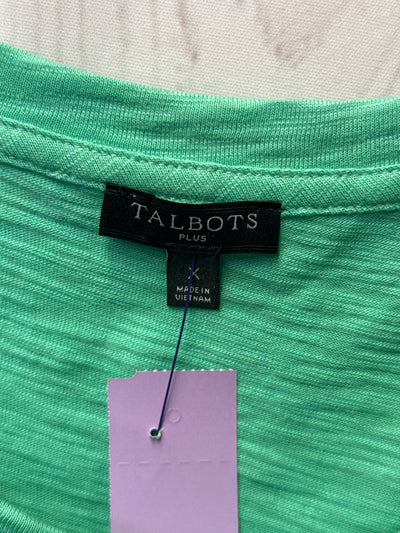 TALBOTS
PLUS
X
MADE IN
VIETNAM